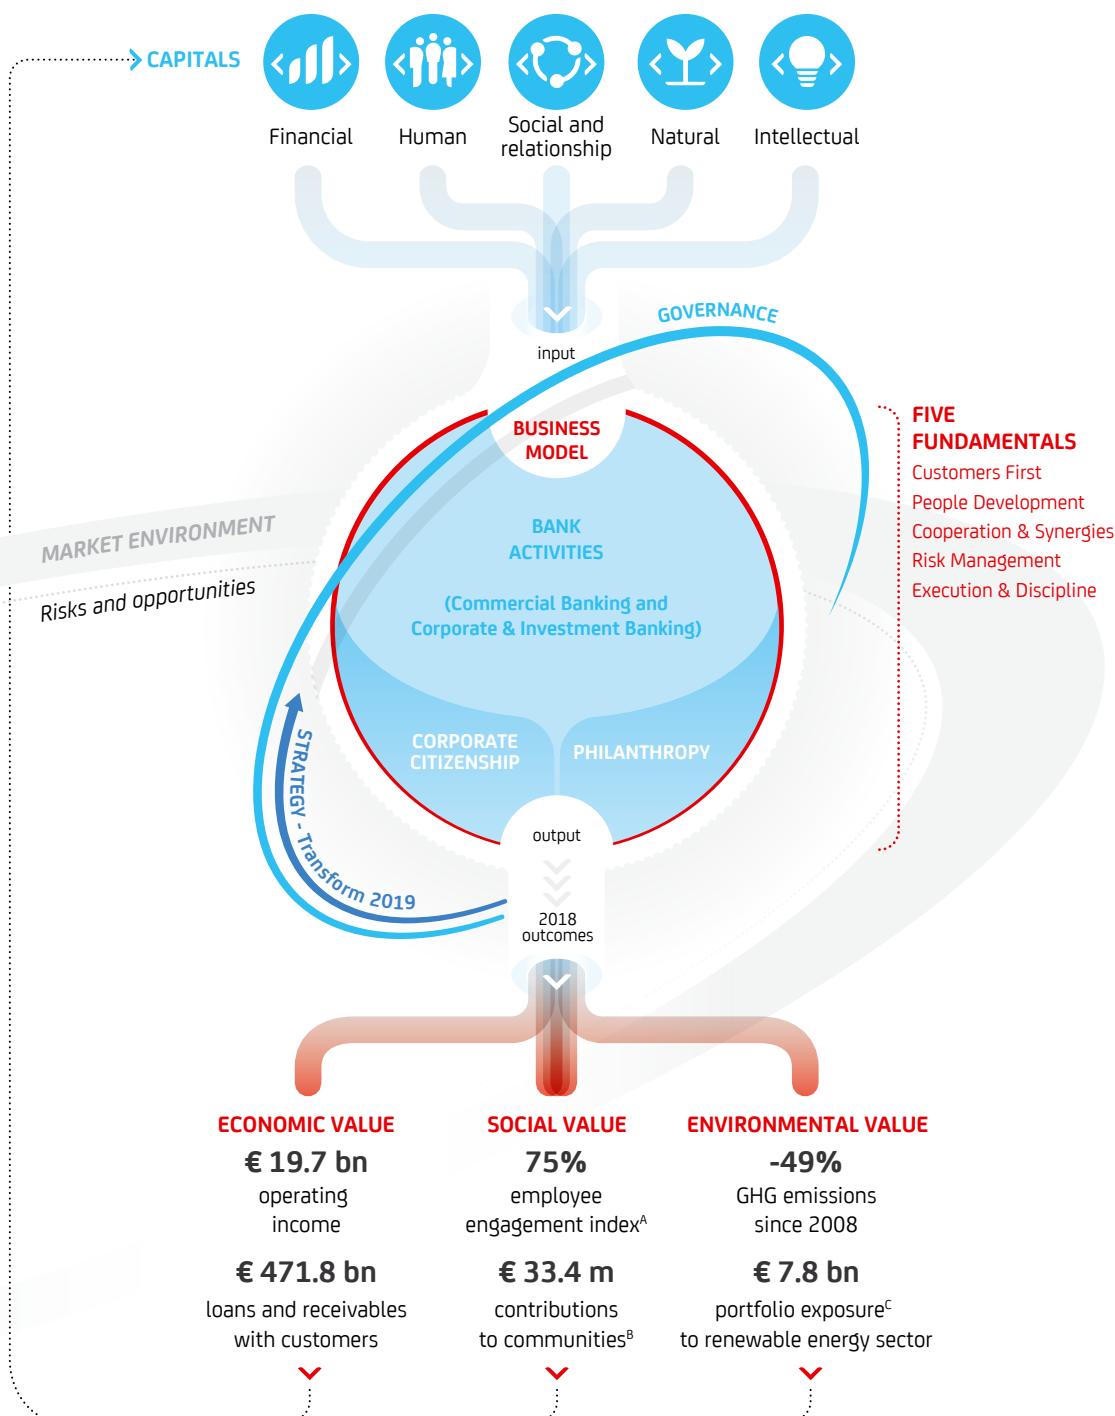 CAPITALS
Financial
Human
Social and
relationship
Natural
Intellectual
GOVERNANCE
input
BUSINESS
MODEL
FIVE
FUNDAMENTALS
Customers First
People Development
Cooperation & Synergies
Risk Management
Execution & Discipline
MARKET ENVIRONMENT
Risks and opportunities
BANK
ACTIVITIES
(Commercial Banking and
Corporate & Investment Banking)
STRATEGY - Transform 2019
CORPORATE
CITIZENSHIP
PHILANTHROPY
output
2018
outcomes
ECONOMIC VALUE
€ 19.7 bn
operating
income
€ 471.8 bn
loans and receivables
with customers
SOCIAL VALUE
75%
employee
engagement indexᴬ
€ 33.4 m
contributions
to communitiesᴮ
ENVIRONMENTAL VALUE
-49%
GHG emissions
since 2008
€ 7.8 bn
portfolio exposureC
to renewable energy sector